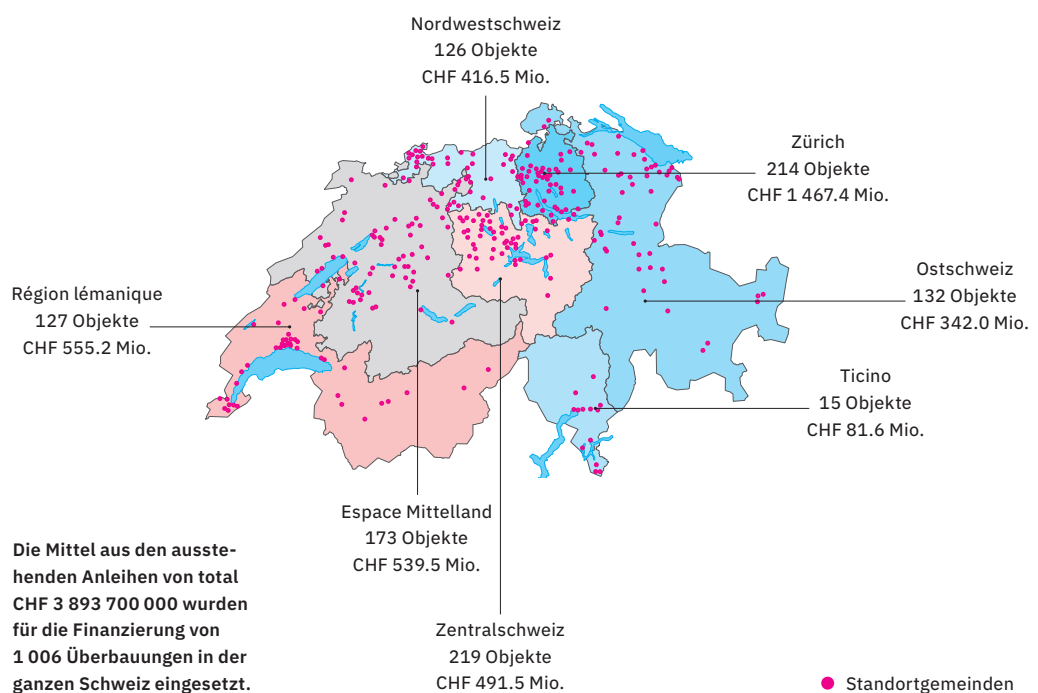 Nordwestschweiz
126 Objekte
CHF 416.5 Mio.
Zürich
214 Objekte
CHF 1 467.4 Mio.
Ostschweiz
132 Objekte
CHF 342.0 Mio.
Région lémanique
127 Objekte
CHF 555.2 Mio.
Ticino
15 Objekte
CHF 81.6 Mio.
Espace Mittelland
173 Objekte
CHF 539.5 Mio.
Zentralschweiz
219 Objekte
CHF 491.5 Mio.
Die Mittel aus den ausste-
henden Anleihen von total
CHF 3 893 700 000 wurden
für die Finanzierung von
1 006 Überbauungen in der
ganzen Schweiz eingesetzt.
Standortgemeinden